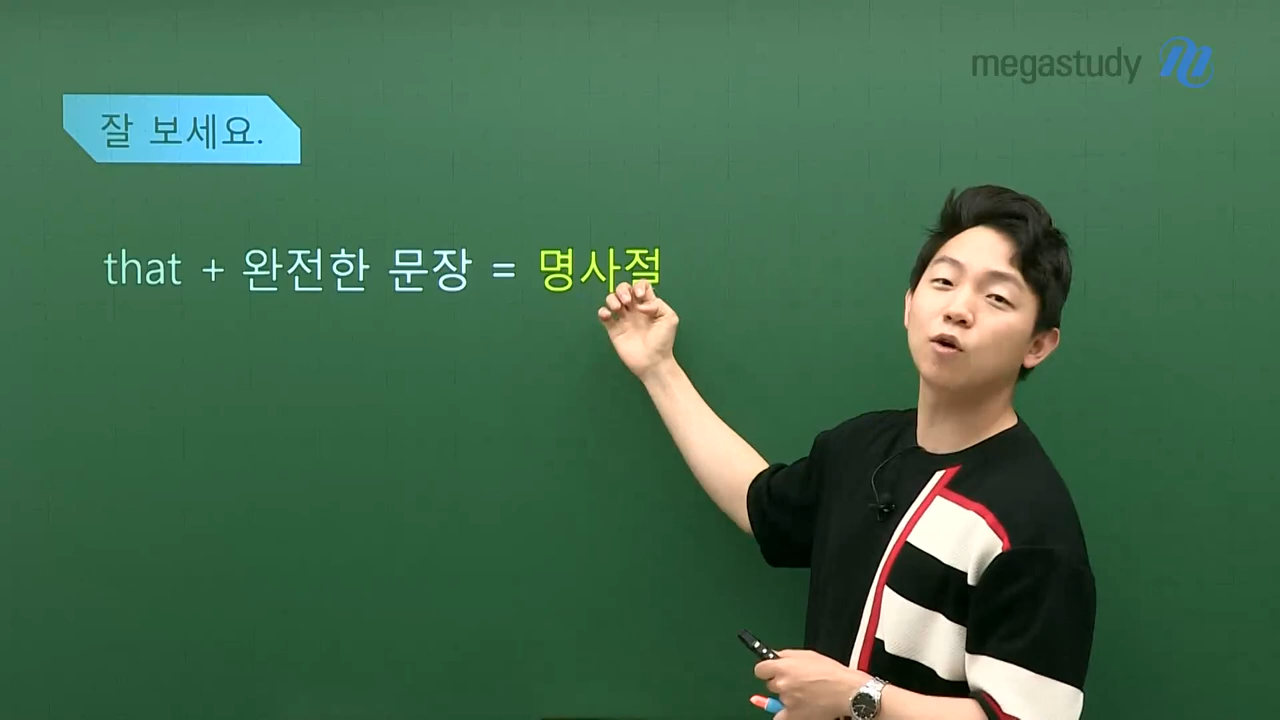 megastudy
잘 보세요.
that + 완전한 문장 = 명사절